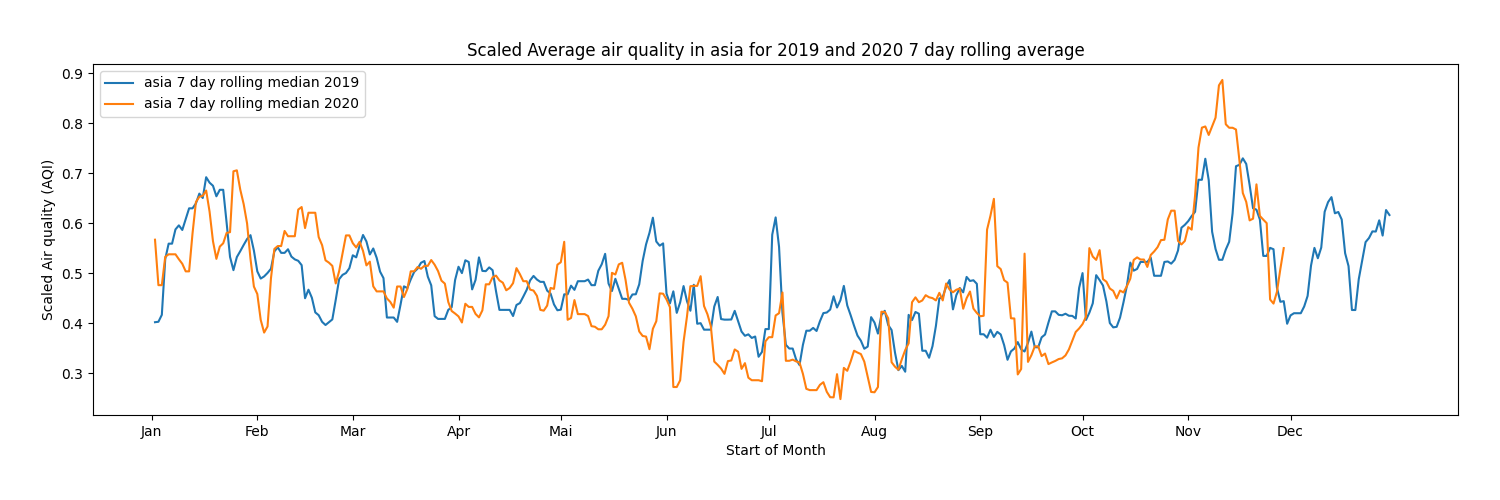 Scaled Average air quality in asia for 2019 and 2020 7 day rolling average
asia 7 day rolling median 2019
asia 7 day rolling median 2020
Scaled Air quality (AQI)
0.9
0.8
0.7
0.6
0.5
0.4
0.3
Jan Feb Mar Apr Mai Jun Jul Aug Sep Oct Nov Dec
Start of Month